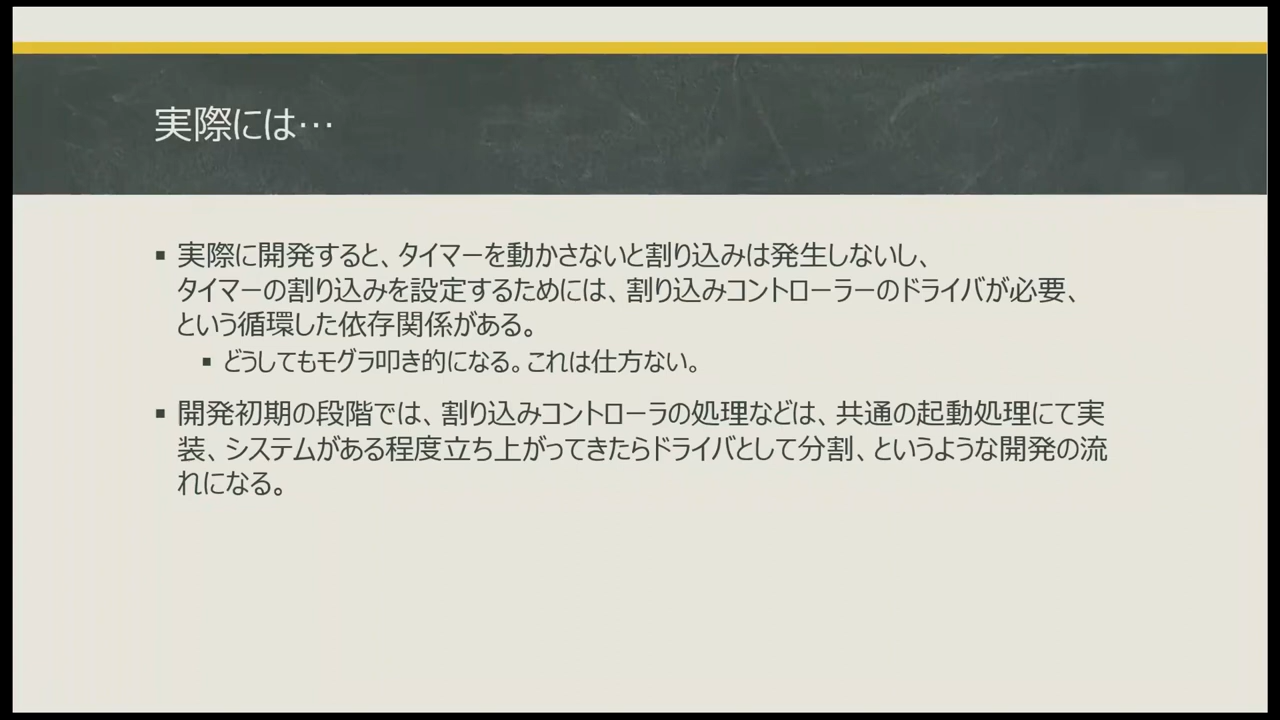 実際には…
▪ 実際に開発すると、タイマーを動かさないと割り込みは発生しないし、
タイマーの割り込みを設定するためには、割り込みコントローラーのドライバが必要、
という循環した依存関係がある。
▪ どうしてもモグラ叩き的になる。これは仕方ない。
▪ 開発初期の段階では、割り込みコントローラの処理などは、共通の起動処理にて実
装、システムがある程度立ち上がってきたらドライバとして分割、というような開発の流
れになる。